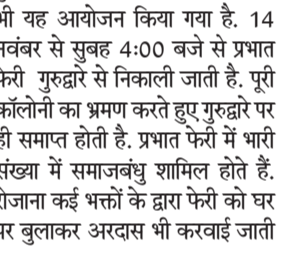 भी यह आयोजन किया गया है. 14
नवंबर से सुबह 4:00 बजे से प्रभात
फेरी गुरुद्वारे से निकाली जाती है. पूरी
कॉलोनी का भ्रमण करते हुए गुरुद्वारे पर
ही समाप्त होती है. प्रभात फेरी में भारी
संख्या में समाजबंधु शामिल होते हैं.
रोजाना कई भक्तों के द्वारा फेरी को घर
पर बुलाकर अरदास भी करवाई जाती